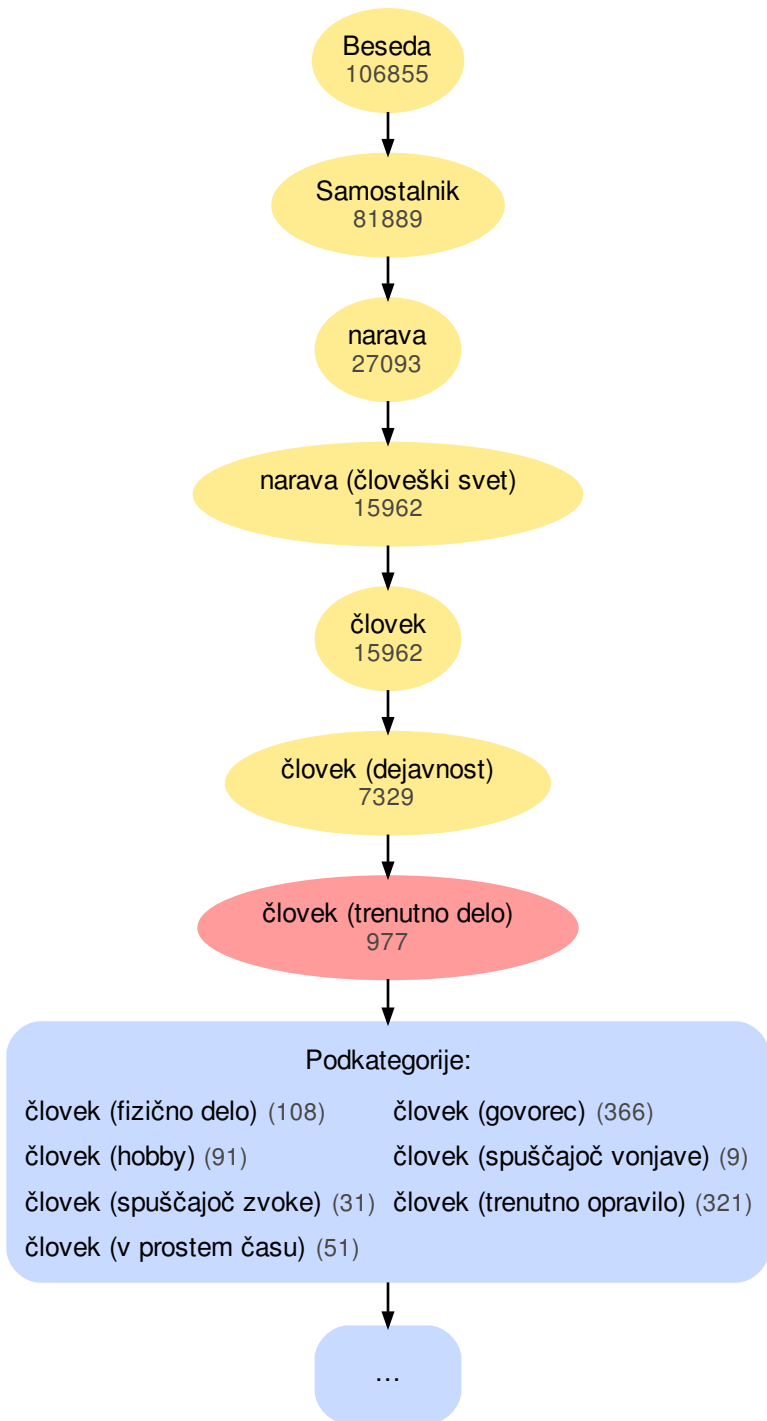 Beseda
106855
Samostalnik
81889
narava
27093
narava (človeški svet)
15962
človek
15962
človek (dejavnost)
7329
človek (trenutno delo)
977
Podkategorije:
človek (fizično delo) (108) človek (govorec) (366)
človek (hobby) (91) človek (spuščajoč vonjave) (9)
človek (spuščajoč zvoke) (31) človek (trenutno opravilo) (321)
človek (v prostem času) (51)
...